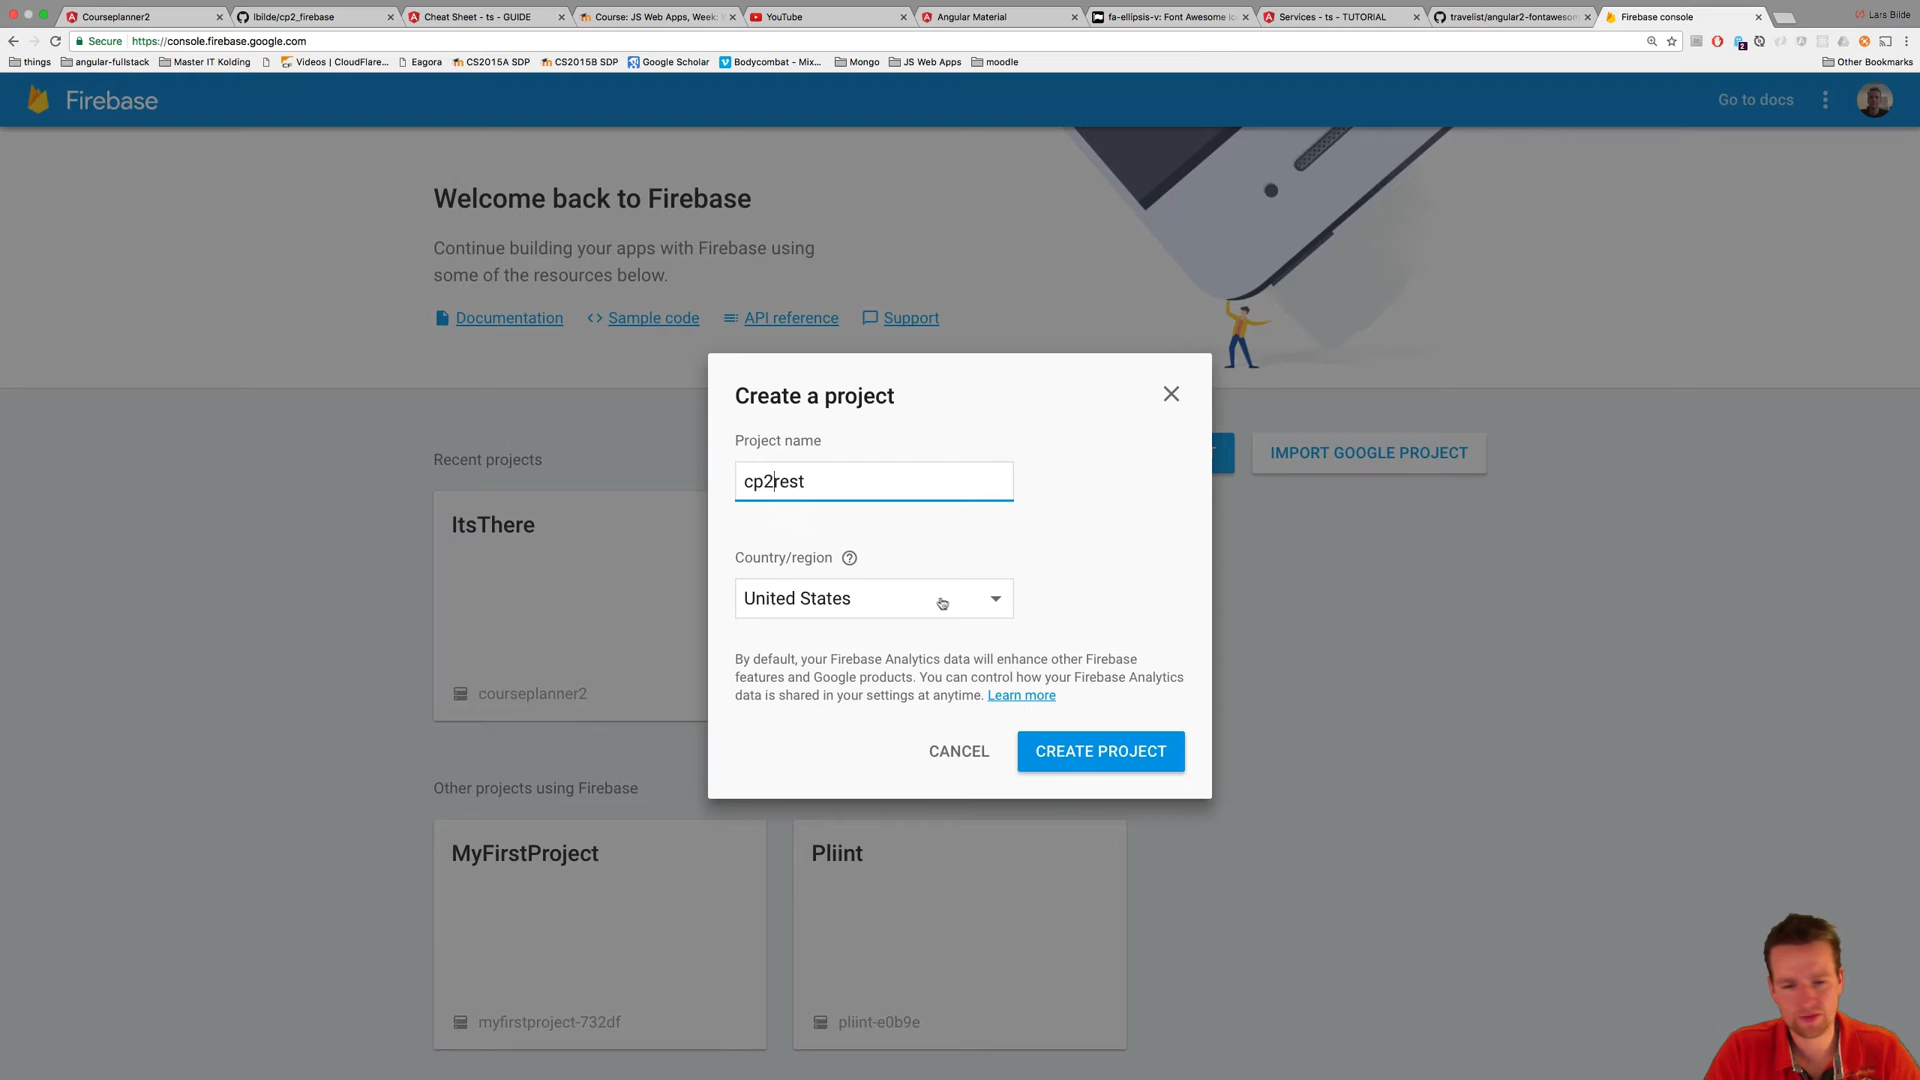 Courseplanner2
lbilde/cp2_firebase
Cheat Sheet - ts - GUIDE
Course: JS Web Apps, Week:
YouTube
Angular Material
fa-ellipsis-v: Font Awesome Ic
Services - ts - TUTORIAL
travelist/angular2-fontawesom
Firebase console
Lars Bilde
Secure https://console.firebase.google.com
2
things
angular-fullstack
Master IT Kolding
Videos | CloudFlare...
Eagora
CS2015A SDP
CS2015B SDP
Google Scholar
Bodycombat - Mix...
Mongo
JS Web Apps
moodle
Other Bookmarks
Firebase
Go to docs
Welcome back to Firebase
Continue building your apps with Firebase using
some of the resources below.
Documentation
Sample code
API reference
Support
Create a project
Project name
cp2rest
Country/region
United States
By default, your Firebase Analytics data will enhance other Firebase
features and Google products. You can control how your Firebase Analytics
data is shared in your settings at anytime. Learn more
CANCEL
CREATE PROJECT
Recent projects
IMPORT GOOGLE PROJECT
ItsThere
courseplanner2
Other projects using Firebase
MyFirstProject
myfirstproject-732df
Pliint
pliint-e0b9e